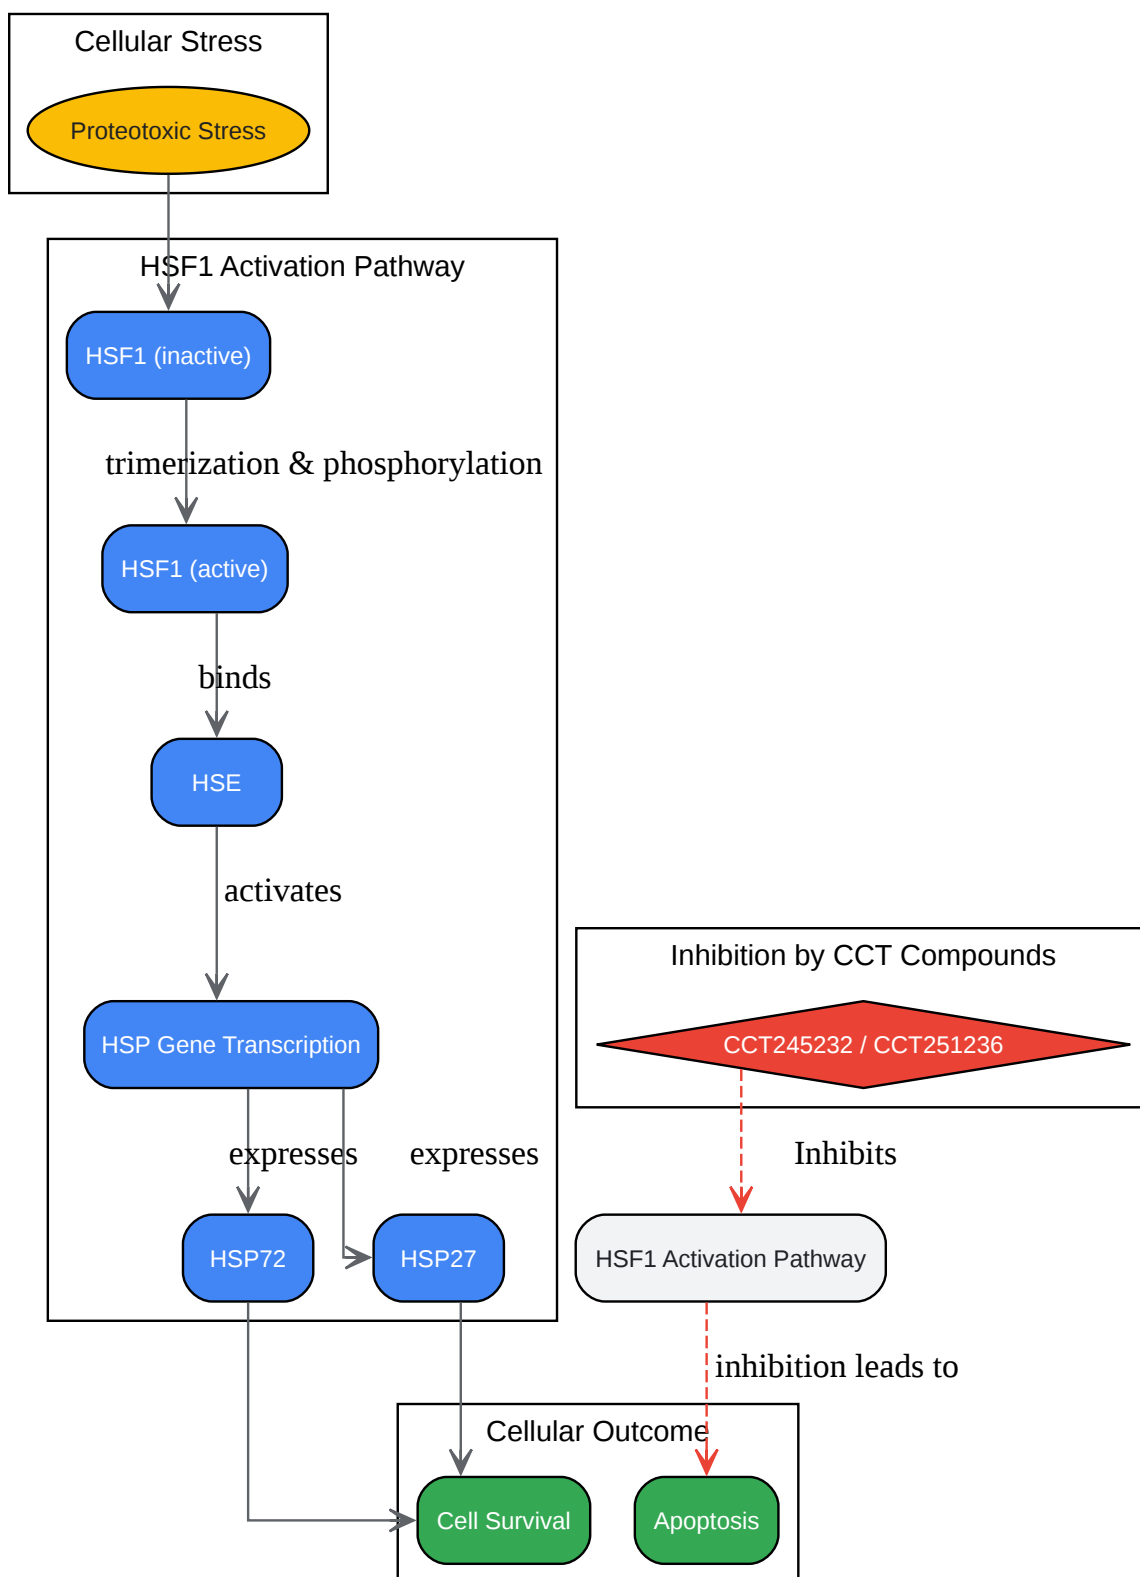 Cellular Stress
Proteotoxic Stress
HSF1 Activation Pathway
HSF1 (inactive)
trimerization & phosphorylation
HSF1 (active)
binds
HSE
activates
Inhibition by CCT Compounds
HSP Gene Transcription
CCT245232 / CCT251236
expresses
expresses
Inhibits
HSP72
HSP27
HSF1 Activation Pathway
inhibition leads to
Cellular Outcome
Cell Survival
Apoptosis